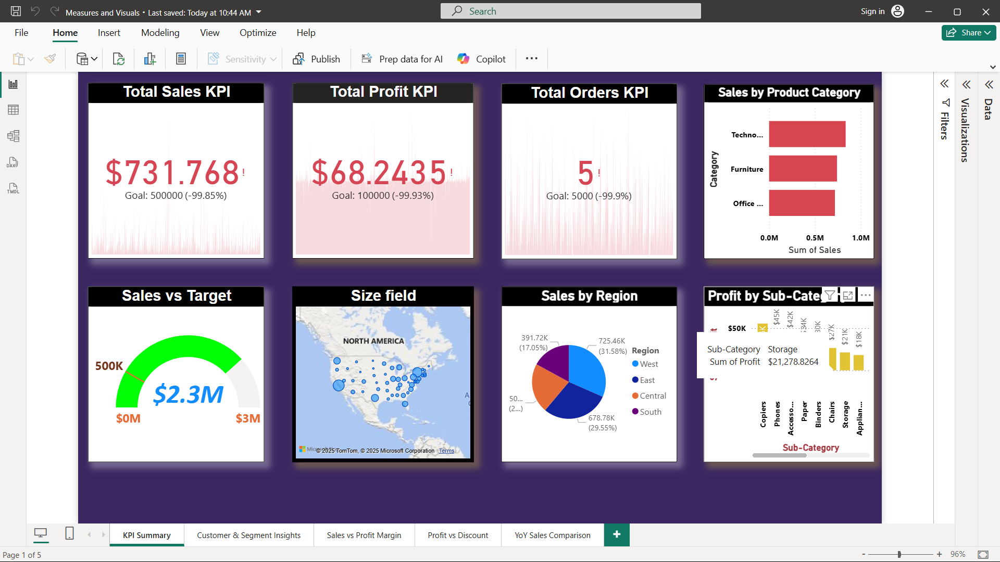 Measures and Visuals • Last saved: Today at 10:44 AM
Search
Sign in
File
Home
Insert
Modeling
View
Optimize
Help
Share
Sensitivity
Publish
Prep data for AI
Copilot
DAX
TMDL
Total Sales KPI
$731.768!
Goal: 500000 (-99.85%)
Total Profit KPI
$68.2435!
Goal: 100000 (-99.93%)
Total Orders KPI
5!
Goal: 5000 (-99.9%)
Sales by Product Category
Category
Techno...
Furniture
Office ...
0.0M 0.5M 1.0M
Sum of Sales
Filters
Visualizations
Data
Sales vs Target
500K
$2.3M
$0M
$3M
Size field
NORTH AMERICA
© 2025 TomTom, © 2025 Microsoft Corporation Terms
Sales by Region
391.72K
(17.05%)
725.46K
(31.58%)
50...
(2...)
678.78K
(29.55%)
Region
West
East
Central
South
Profit by Sub-Cate
$50K
$45K
$42K
$27K
$21K
$18K
Sub-Category Storage
Sum of Profit $21,278.8264
Copiers
Phones
Accesso...
Paper
Binders
Chairs
Storage
Applian...
Sub-Category
KPI Summary
Customer & Segment Insights
Sales vs Profit Margin
Profit vs Discount
YoY Sales Comparison
Page 1 of 5
- + 96%